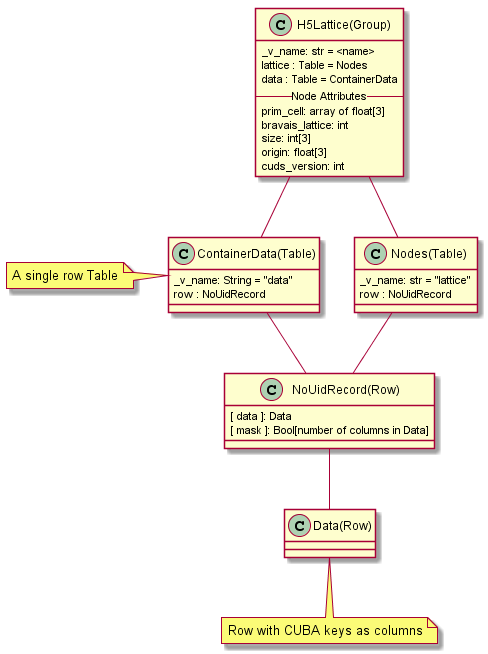 C H5Lattice(Group)
_v_name: str = <name>
lattice : Table = Nodes
data : Table = ContainerData
Node Attributes
prim_cell: array of float[3]
bravais_lattice: int
size: int[3]
origin: float[3]
cuds_version: int
C ContainerData(Table)
_v_name: String = "data"
row : NoUidRecord
A single row Table
C Nodes(Table)
_v_name: str = "lattice"
row : NoUidRecord
C NoUidRecord(Row)
[ data ]: Data
[ mask ]: Bool[number of columns in Data]
C Data(Row)
Row with CUBA keys as columns